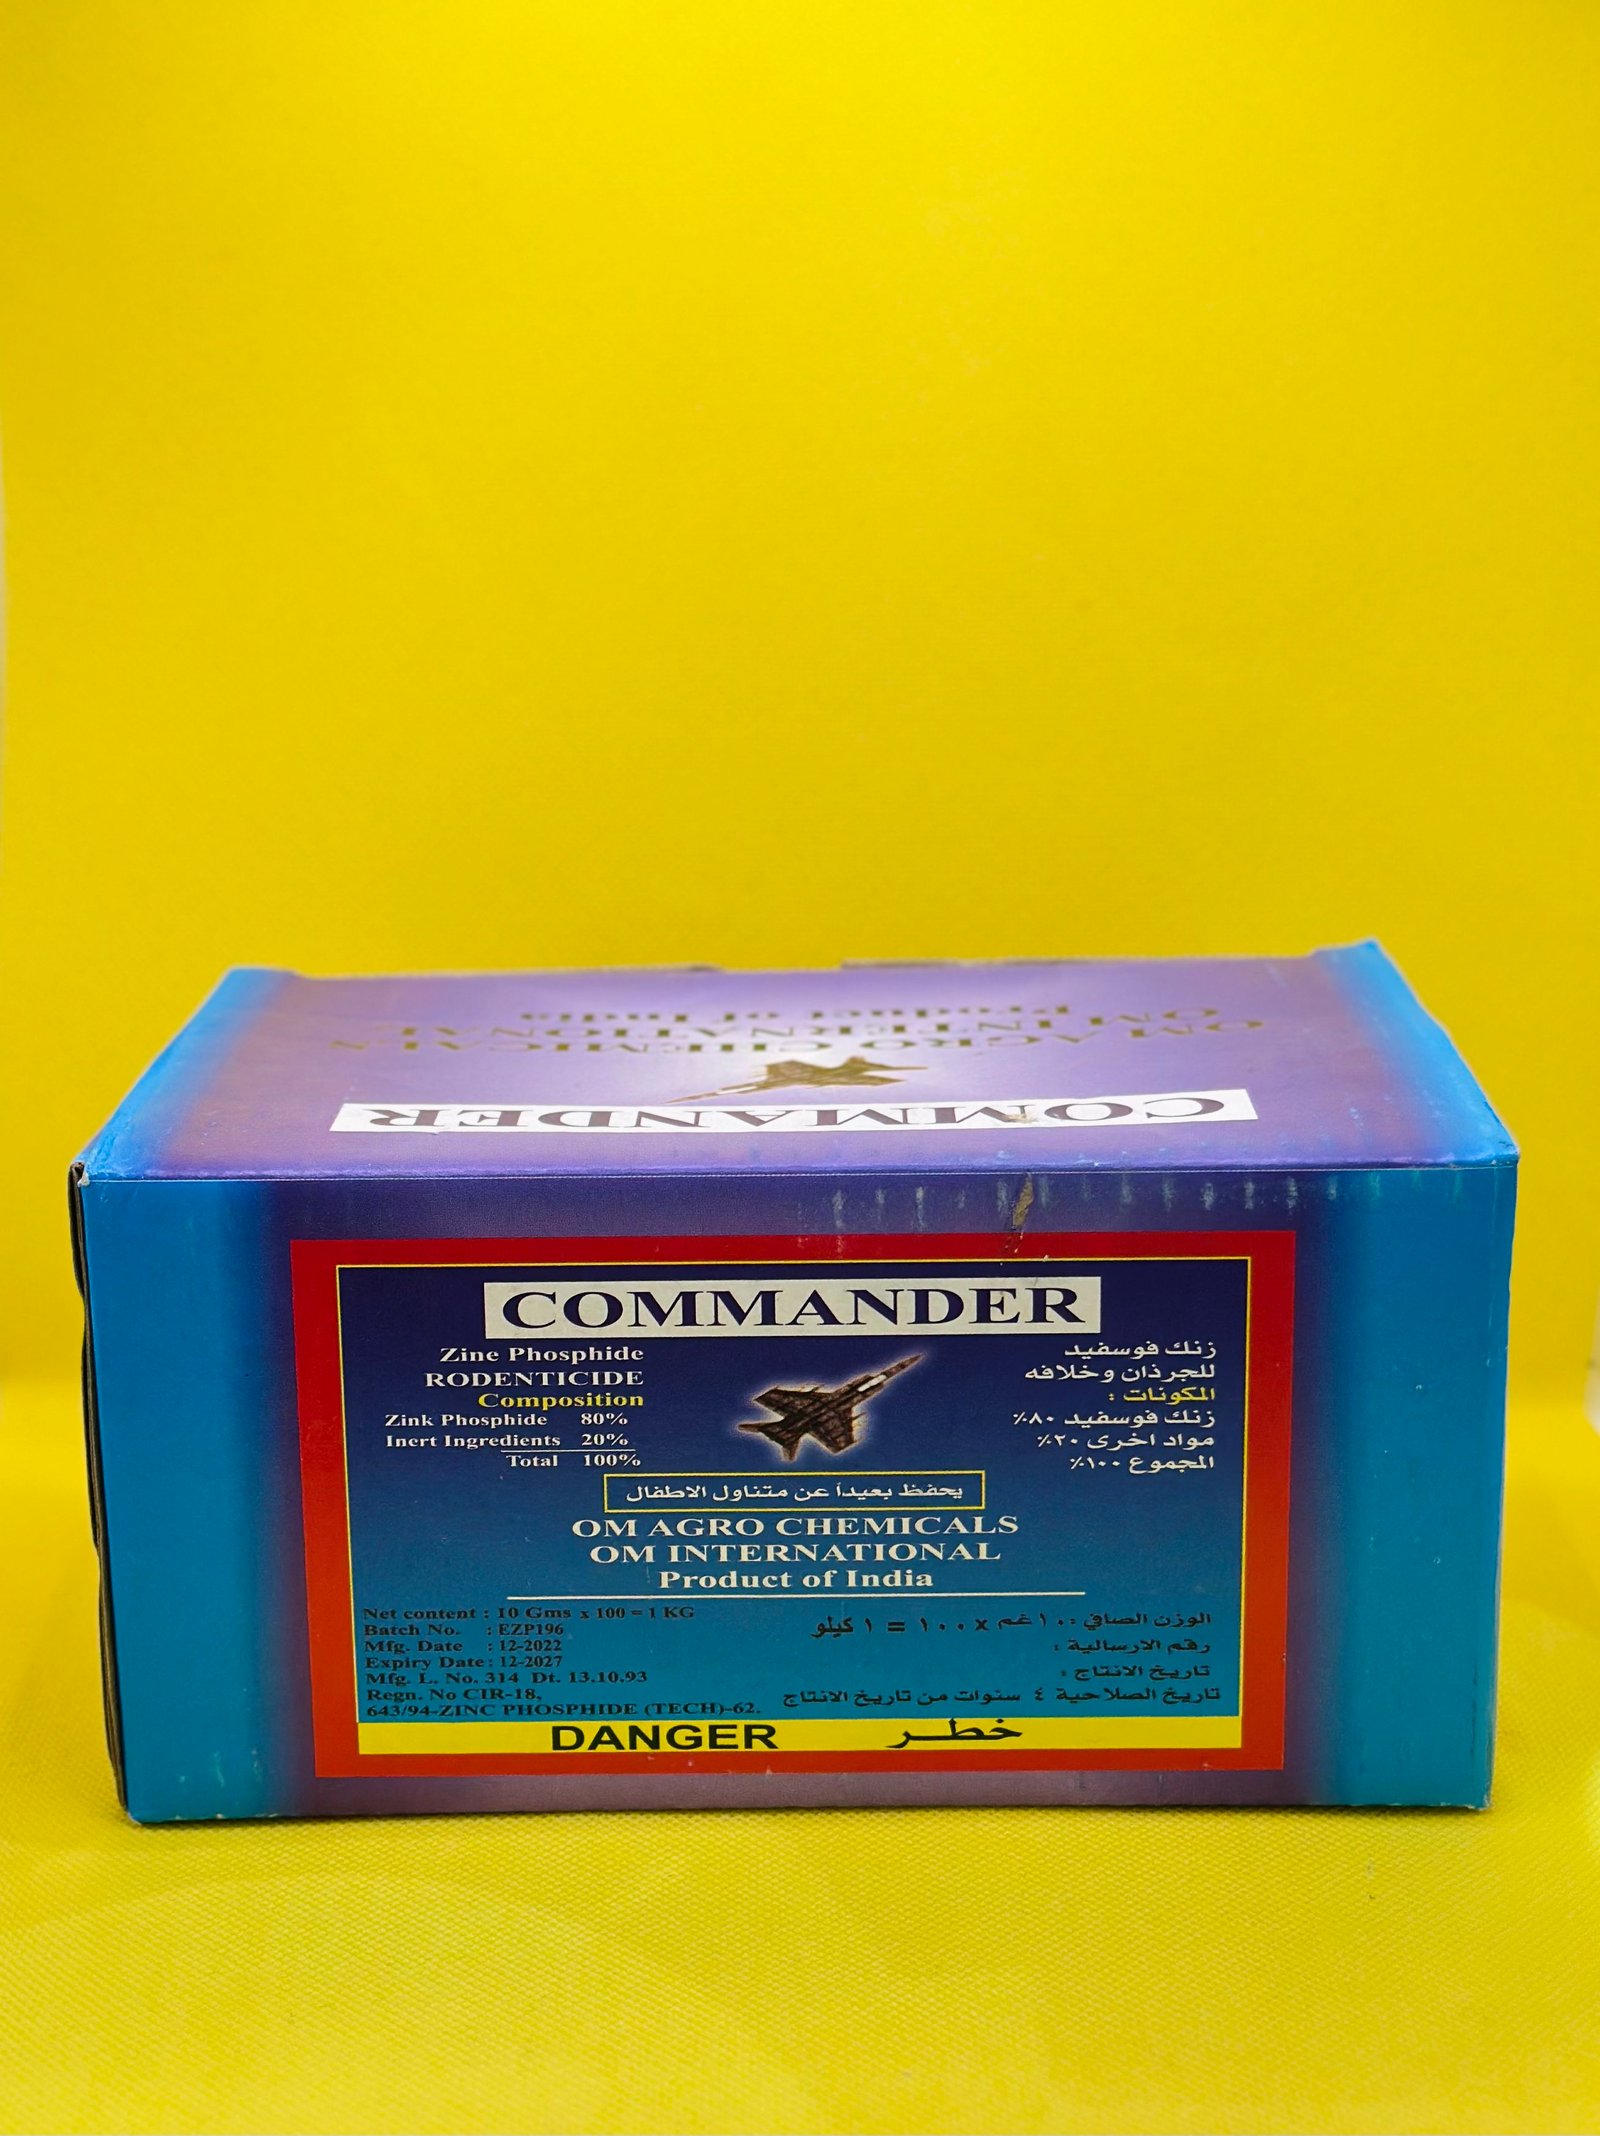 OM AGRO CHEMICALS
OM INTERNATIONAL
Product of India
COMMANDER
COMMANDER
Zine Phosphide
RODENTICIDE
Composition
Zink Phosphide 80%
Inert Ingredients 20%
Total 100%
زنك فوسفيد
للجرذان وخلافه
المكونات :
زنك فوسفيد ٨٠٪
مواد اخرى ٢٠٪
المجموع ١٠٠٪
يحفظ بعيداً عن متناول الاطفال
OM AGRO CHEMICALS
OM INTERNATIONAL
Product of India
Net content : 10 Gms x 100 = 1 KG
Batch No. : EZP196
Mfg. Date : 12-2022
Expiry Date : 12-2027
Mfg. L. No. 314 Dt. 13.10.93
Regn. No CIR-18,
643/94-ZINC PHOSPHIDE (TECH)-62.
الوزن الصافي : ١٠ غم x ١٠٠ = ١ كيلو
رقم الارسالية :
تاريخ الانتاج :
تاريخ الصلاحية ٤ سنوات من تاريخ الانتاج
DANGER خطر